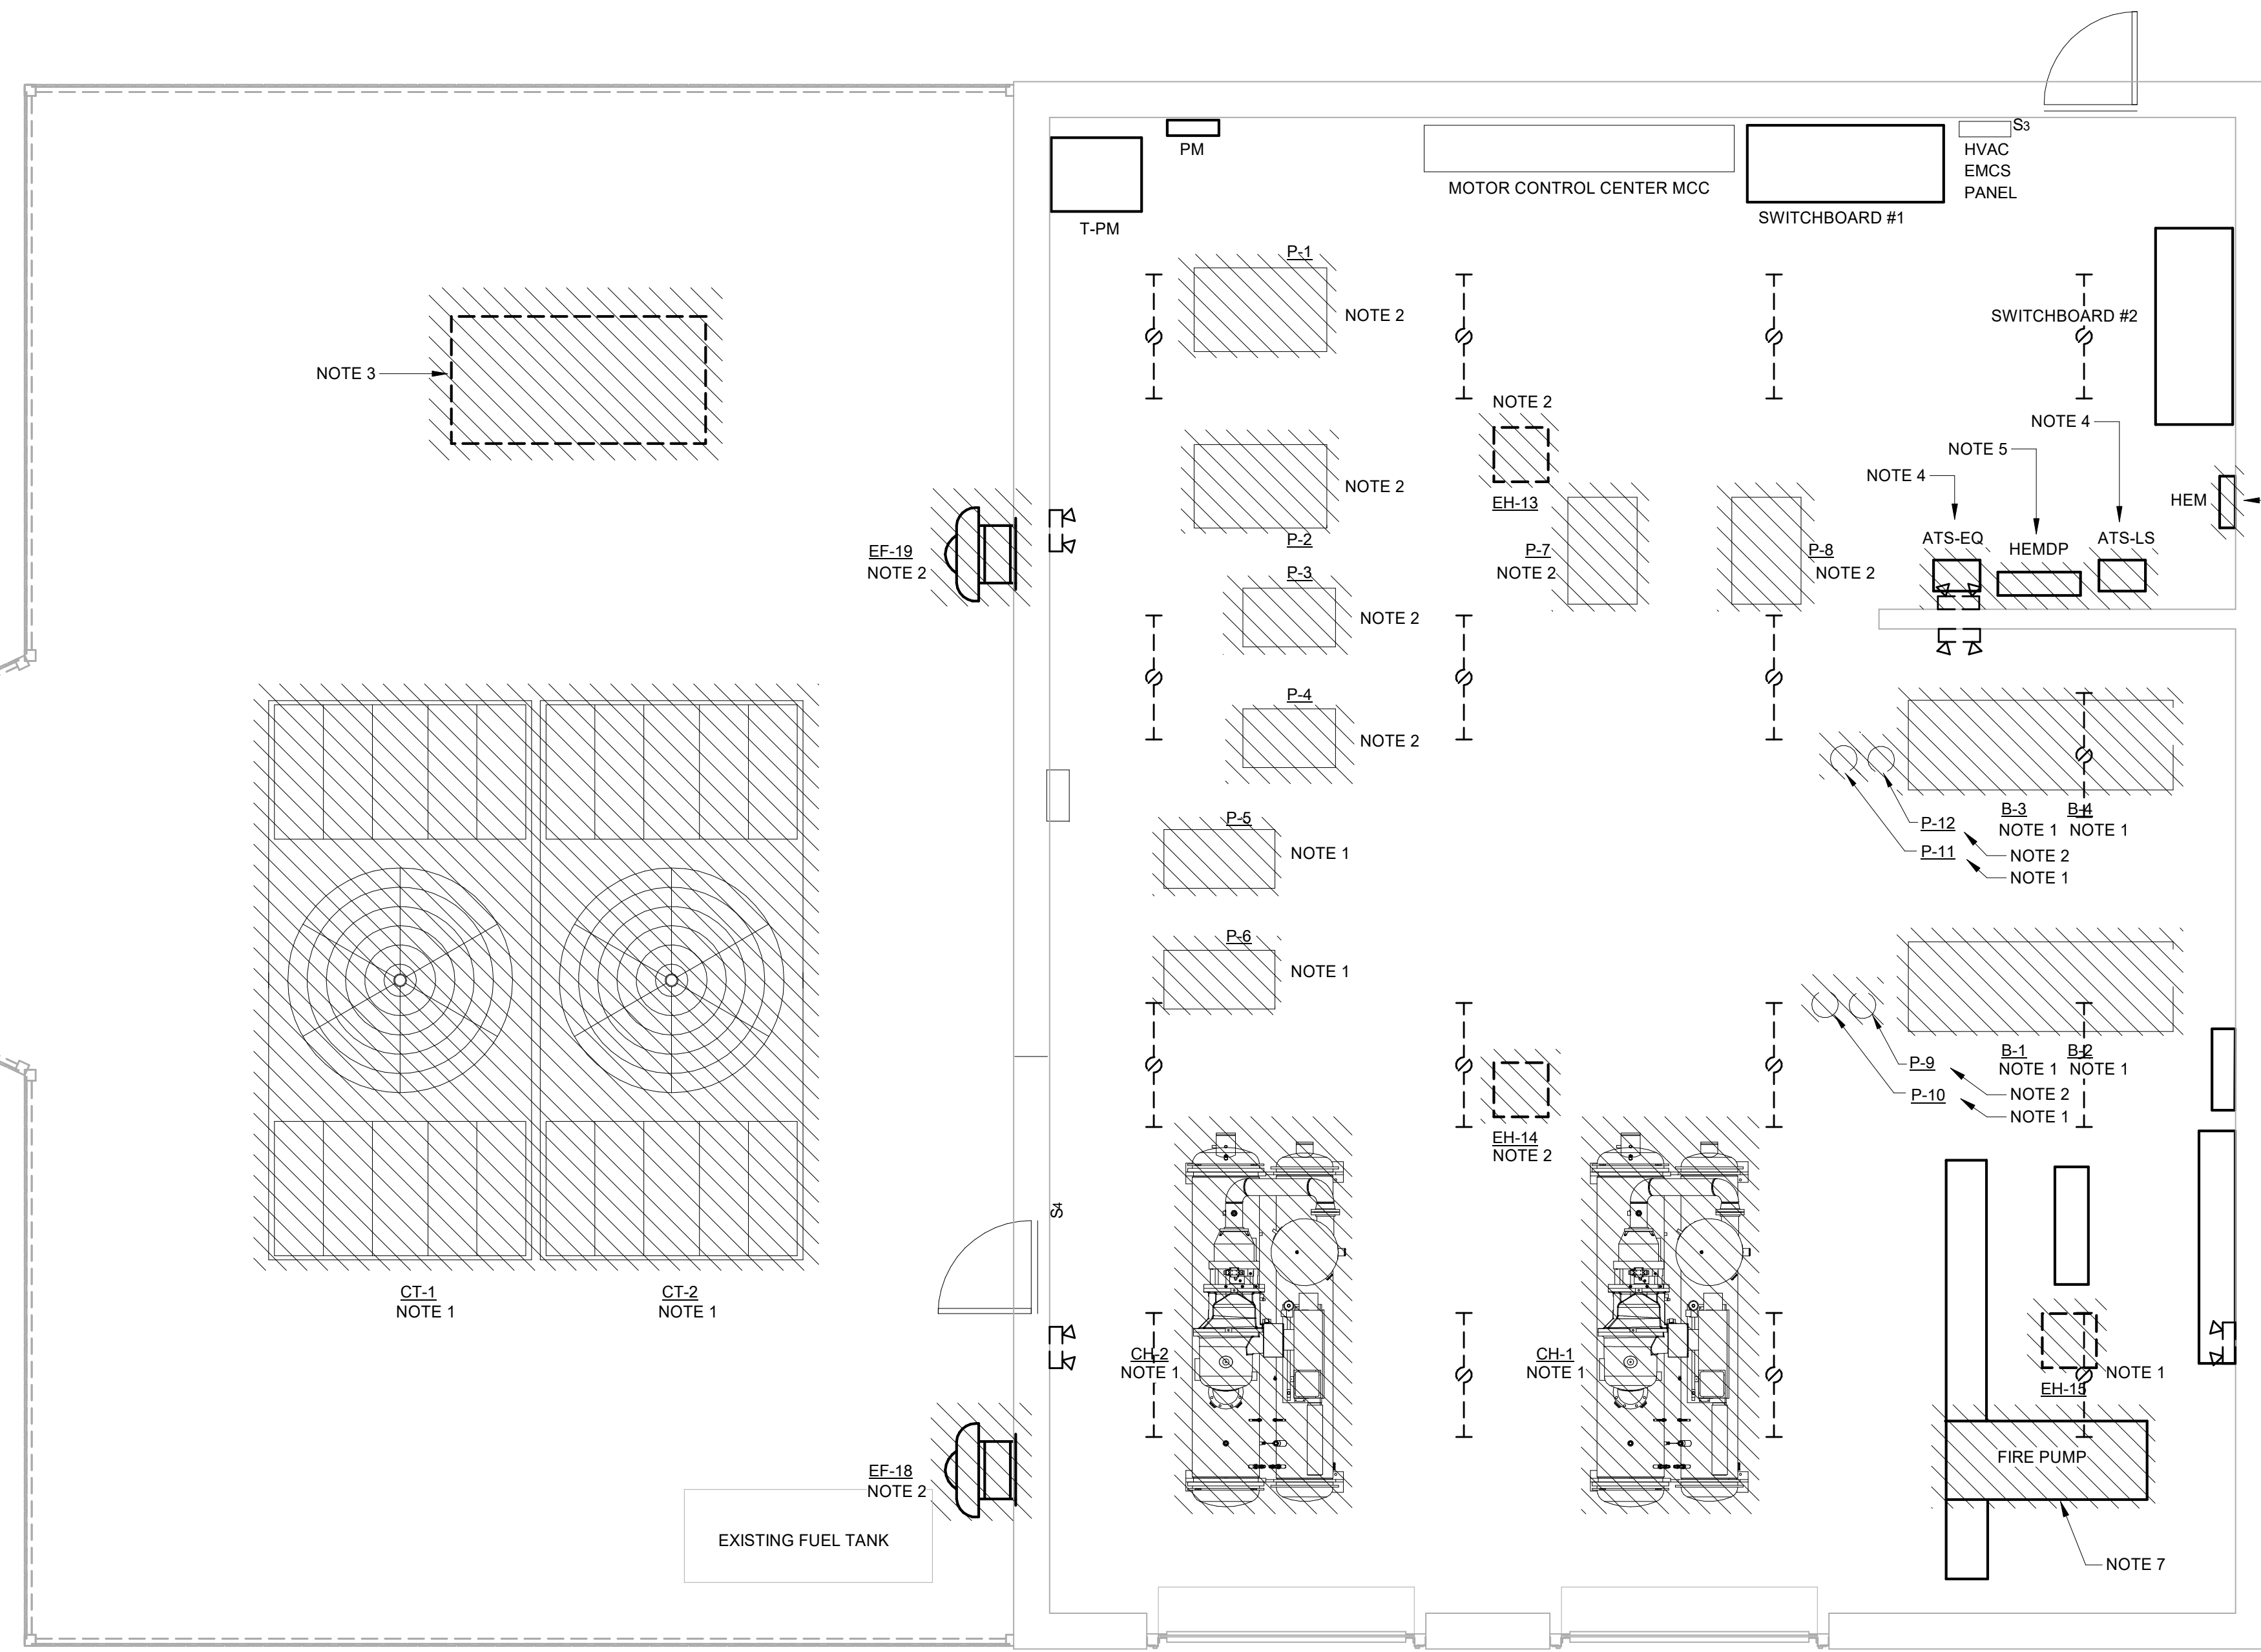 S3
PM
HVAC
EMCS
PANEL
MOTOR CONTROL CENTER MCC
SWITCHBOARD #1
T-PM
P-1
NOTE 2
SWITCHBOARD #2
NOTE 3
NOTE 2
NOTE 4
NOTE 5
NOTE 4
NOTE 2
EH-13
HEM
P-2
ATS-EQ
HEMDP
ATS-LS
EF-19
NOTE 2
P-7
NOTE 2
P-8
NOTE 2
P-3
NOTE 2
P-4
NOTE 2
B-3
NOTE 1
B-4
NOTE 1
P-5
NOTE 1
P-12
P-11
NOTE 2
NOTE 1
P-6
NOTE 1
B-1
NOTE 1
B-2
NOTE 1
P-9
P-10
NOTE 2
NOTE 1
EH-14
NOTE 2
S4
CT-1
NOTE 1
CT-2
NOTE 1
CH-2
NOTE 1
CH-1
NOTE 1
NOTE 1
EH-15
FIRE PUMP
EF-18
NOTE 2
EXISTING FUEL TANK
NOTE 7